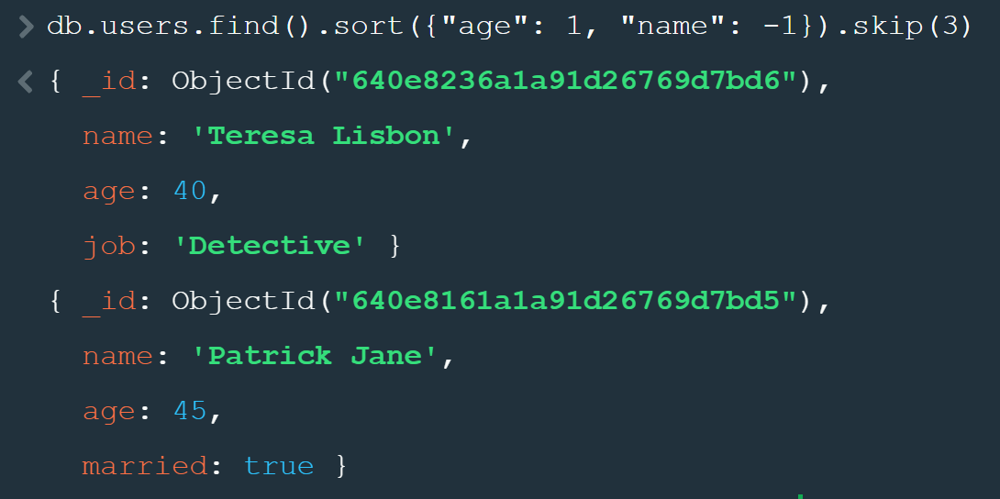 > db.users.find().sort({"age": 1, "name": -1}).skip(3)
< { _id: ObjectId("640e8236a1a91d26769d7bd6"),
name: 'Teresa Lisbon',
age: 40,
job: 'Detective' }
{ _id: ObjectId("640e8161a1a91d26769d7bd5"),
name: 'Patrick Jane',
age: 45,
married: true }